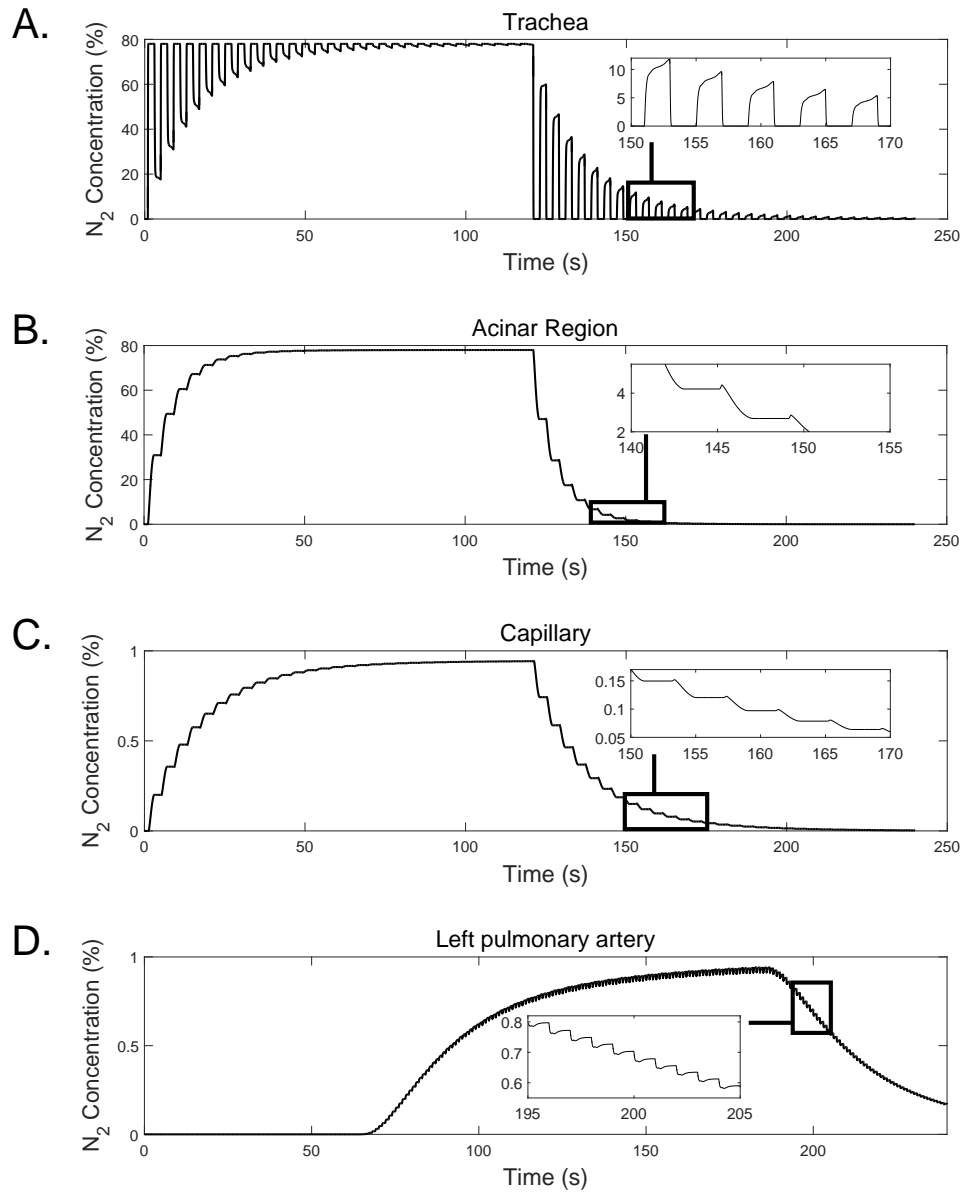 A.
Trachea
N2 Concentration (%)
80
60
40
20
0
0 50 100 150 200 250
Time (s)
10
5
0
150 155 160 165 170
B.
Acinar Region
N2 Concentration (%)
80
60
40
20
0
0 50 100 150 200 250
Time (s)
4
2
140 145 150 155
C.
Capillary
N2 Concentration (%)
1
0.5
0
0 50 100 150 200 250
Time (s)
0.15
0.1
0.05
150 155 160 165 170
D.
Left pulmonary artery
N2 Concentration (%)
1
0.5
0
0 50 100 150 200
Time (s)
0.8
0.7
0.6
195 200 205